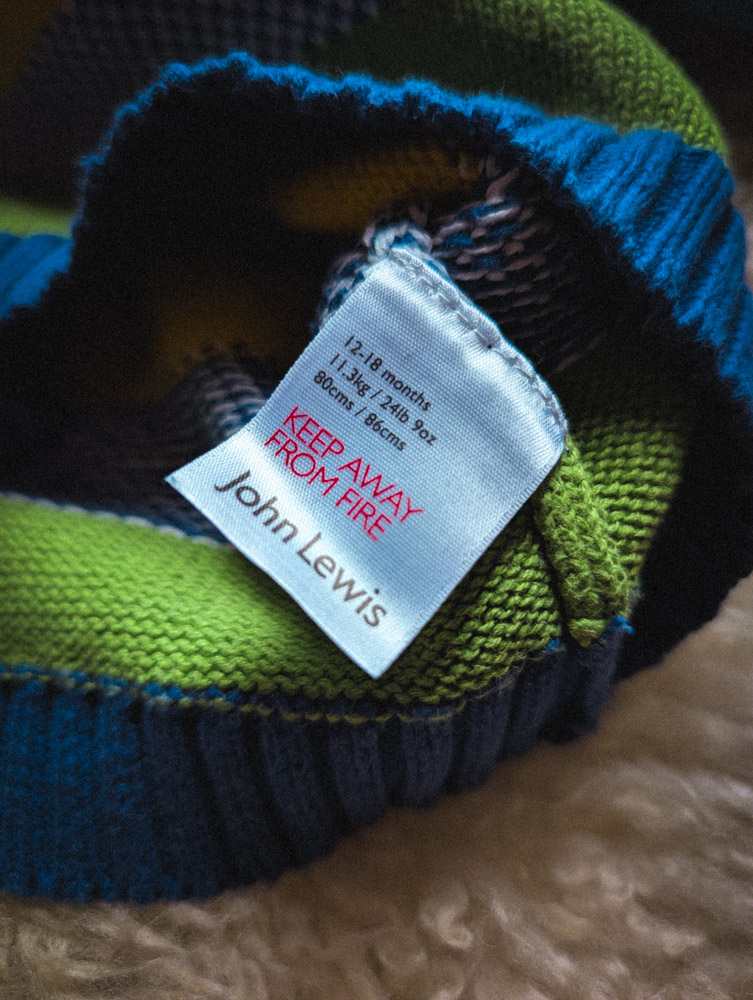 12-18 months
11.3kg / 24lb 9oz
80cms / 86cms
KEEP AWAY
FROM FIRE
John Lewis